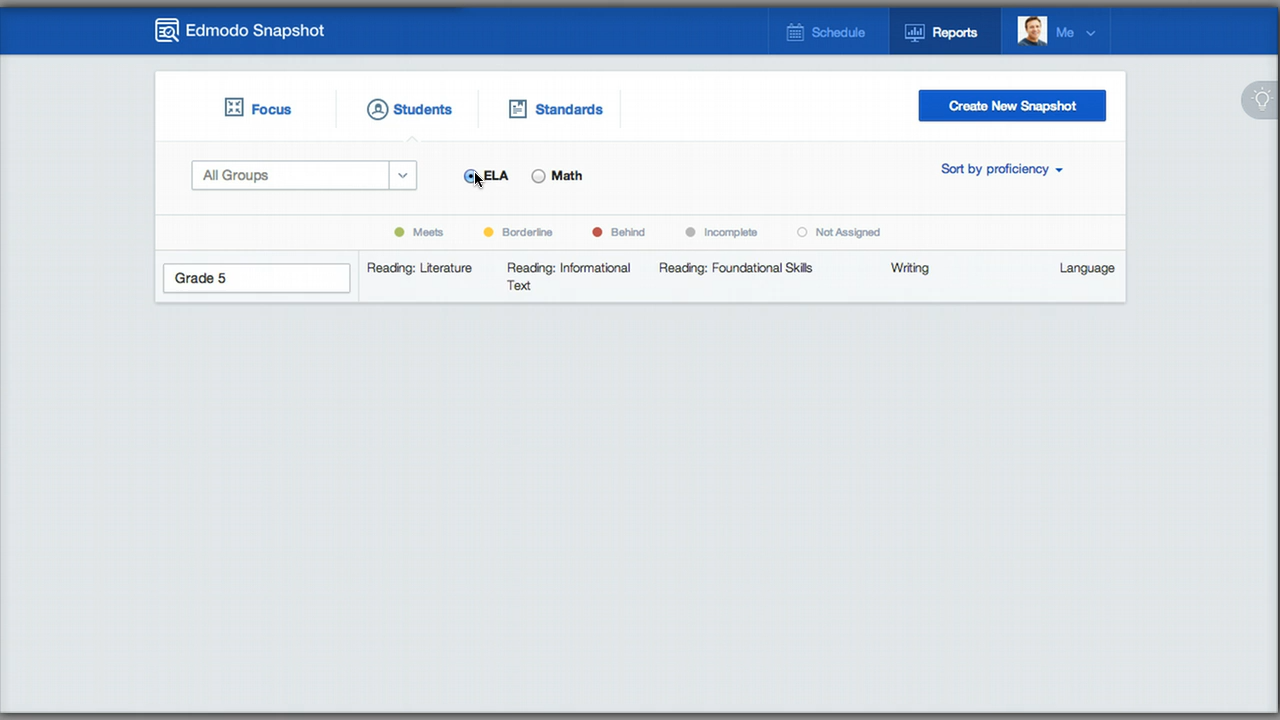 Edmodo Snapshot
Schedule
Reports
Me
Focus
Students
Standards
Create New Snapshot
All Groups
ELA
Math
Sort by proficiency
Meets
Borderline
Behind
Incomplete
Not Assigned
Grade 5
Reading: Literature
Reading: Informational
Text
Reading: Foundational Skills
Writing
Language